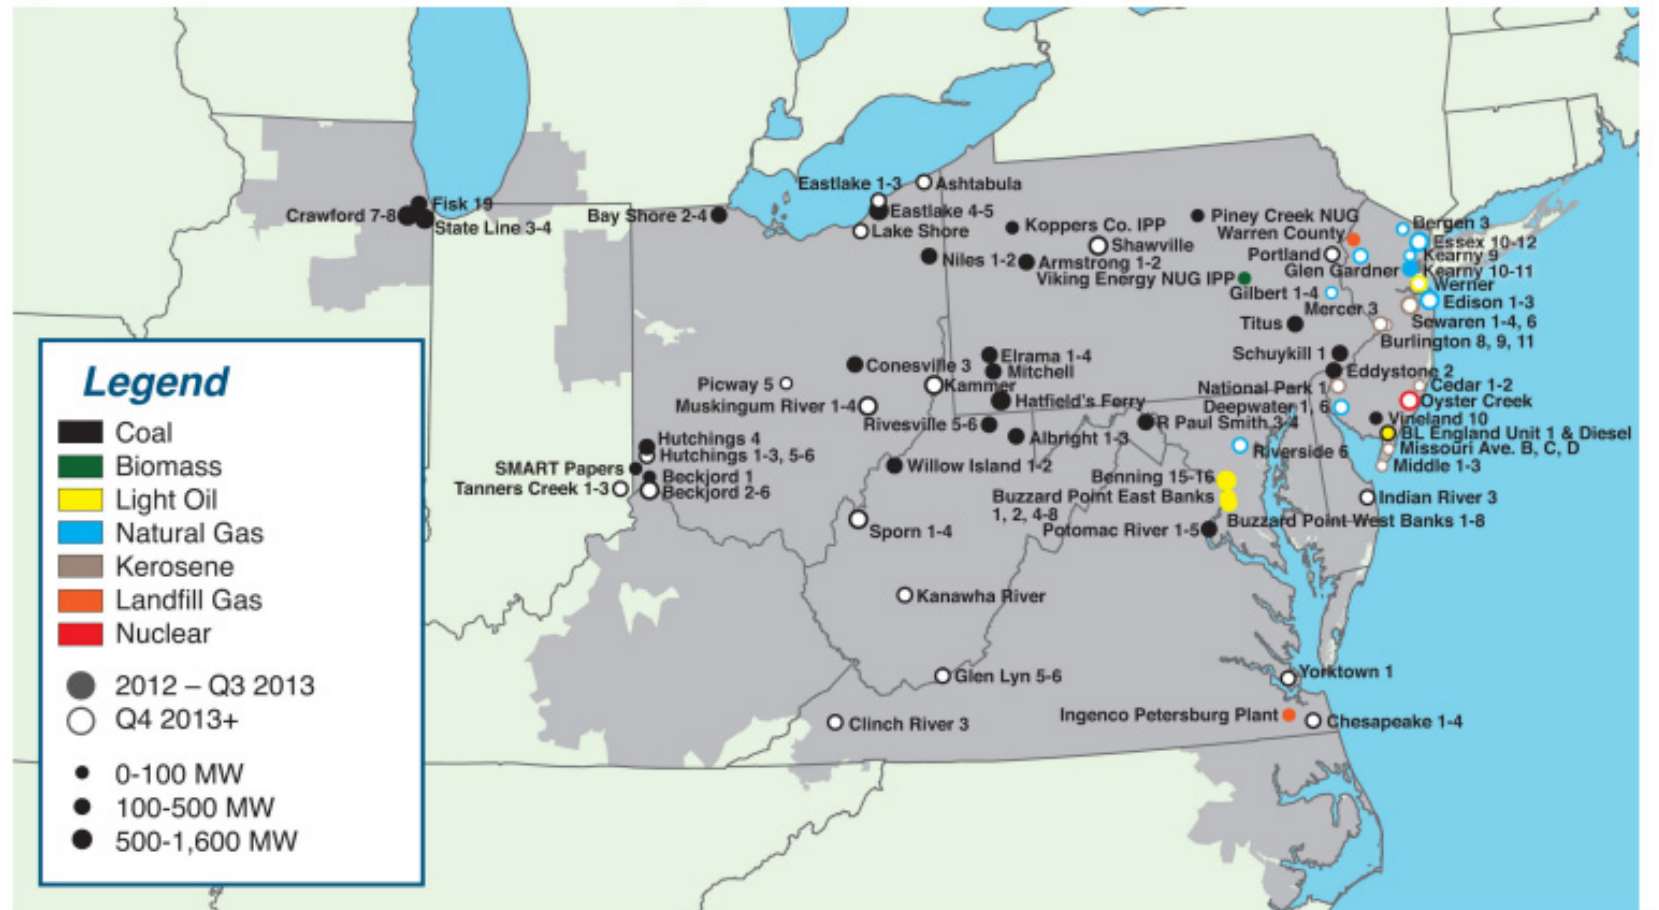 Eastlake 1-3
Ashtabula
Fisk 19
Crawford 7-8
State Line 3-4
Bay Shore 2-4
Eastlake 4-5
Lake Shore
Koppers Co. IPP
Piney Creek NUG
Warren County
Bergen 3
Essex 10-12
Shawville
Niles 1-2
Armstrong 1-2
Portland
Kearny 9
Viking Energy NUG IPP
Glen Gardner
Kearny 10-11
Werner
Gilbert 1-4
Edison 1-3
Mercer 3
Titus
Sewaren 1-4, 6
Burlington 8, 9, 11
Elrama 1-4
Schuykill 1
Conesville 3
Mitchell
Eddystone 2
Picway 5
Kammer
National Park 1
Cedar 1-2
Muskingum River 1-4
Hatfield's Ferry
Deepwater 1, 6
Oyster Creek
Rivesville 5-6
R Paul Smith 3-4
Vineland 10
Albright 1-3
BL England Unit 1 & Diesel
Hutchings 4
Hutchings 1-3, 5-6
Riverside 6
Missouri Ave. B, C, D
SMART Papers
Willow Island 1-2
Middle 1-3
Beckjord 1
Benning 15-16
Tanners Creek 1-3
Beckjord 2-6
Buzzard Point East Banks
1, 2, 4-8
Indian River 3
Sporn 1-4
Potomac River 1-5
Buzzard Point West Banks 1-8
Kanawha River
Glen Lyn 5-6
Yorktown 1
Clinch River 3
Ingenco Petersburg Plant
Chesapeake 1-4
Legend
Coal
Biomass
Light Oil
Natural Gas
Kerosene
Landfill Gas
Nuclear
2012 – Q3 2013
Q4 2013+
0-100 MW
100-500 MW
500-1,600 MW